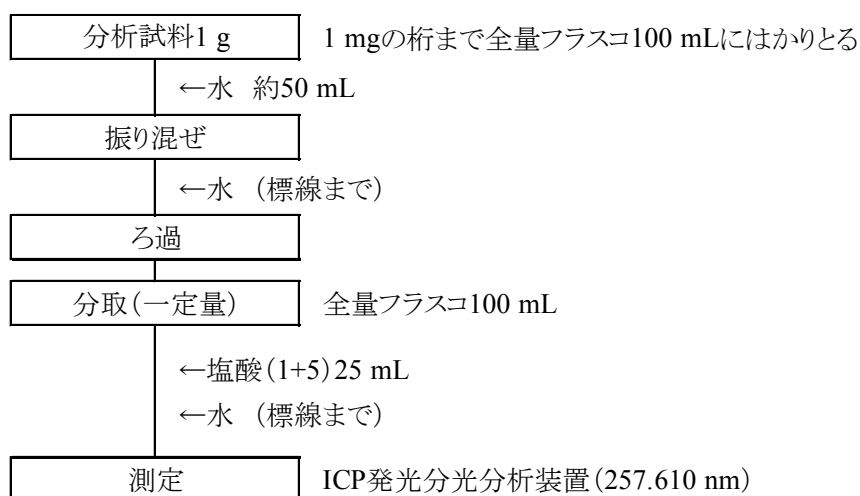 分析試料1 g 1 mgの桁まで全量フラスコ100 mLにはかりとる
←水 約50 mL
振り混ぜ
←水 (標線まで)
ろ過
分取(一定量) 全量フラスコ100 mL
←塩酸(1+5)25 mL
←水 (標線まで)
測定 ICP発光分光分析装置(257.610 nm)